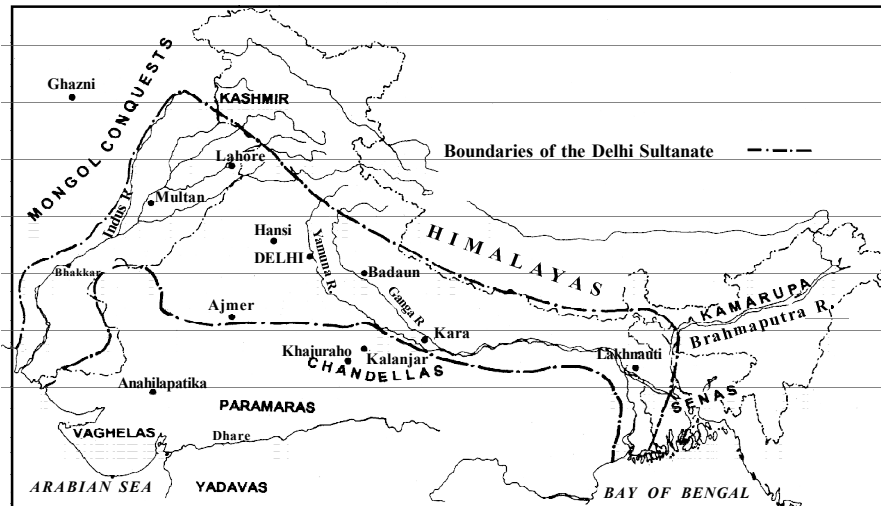 Ghazni
MONGOL CONQUESTS
KASHMIR
Boundaries of the Delhi Sultanate
Lahore
Multan
Indus R.
Hansi
HIMALAYAS
DELHI
Yamuna R.
Bhakkar
Badaun
Ganga R.
KAMARUPA
Brahmaputra R.
Ajmer
Kara
Khajuraho
Kalanjar
CHANDELLAS
Lakhnauti
Anahilapatika
PARAMARAS
SENAS
VAGHELAS
Dhare
ARABIAN SEA
YADAVAS
BAY OF BENGAL